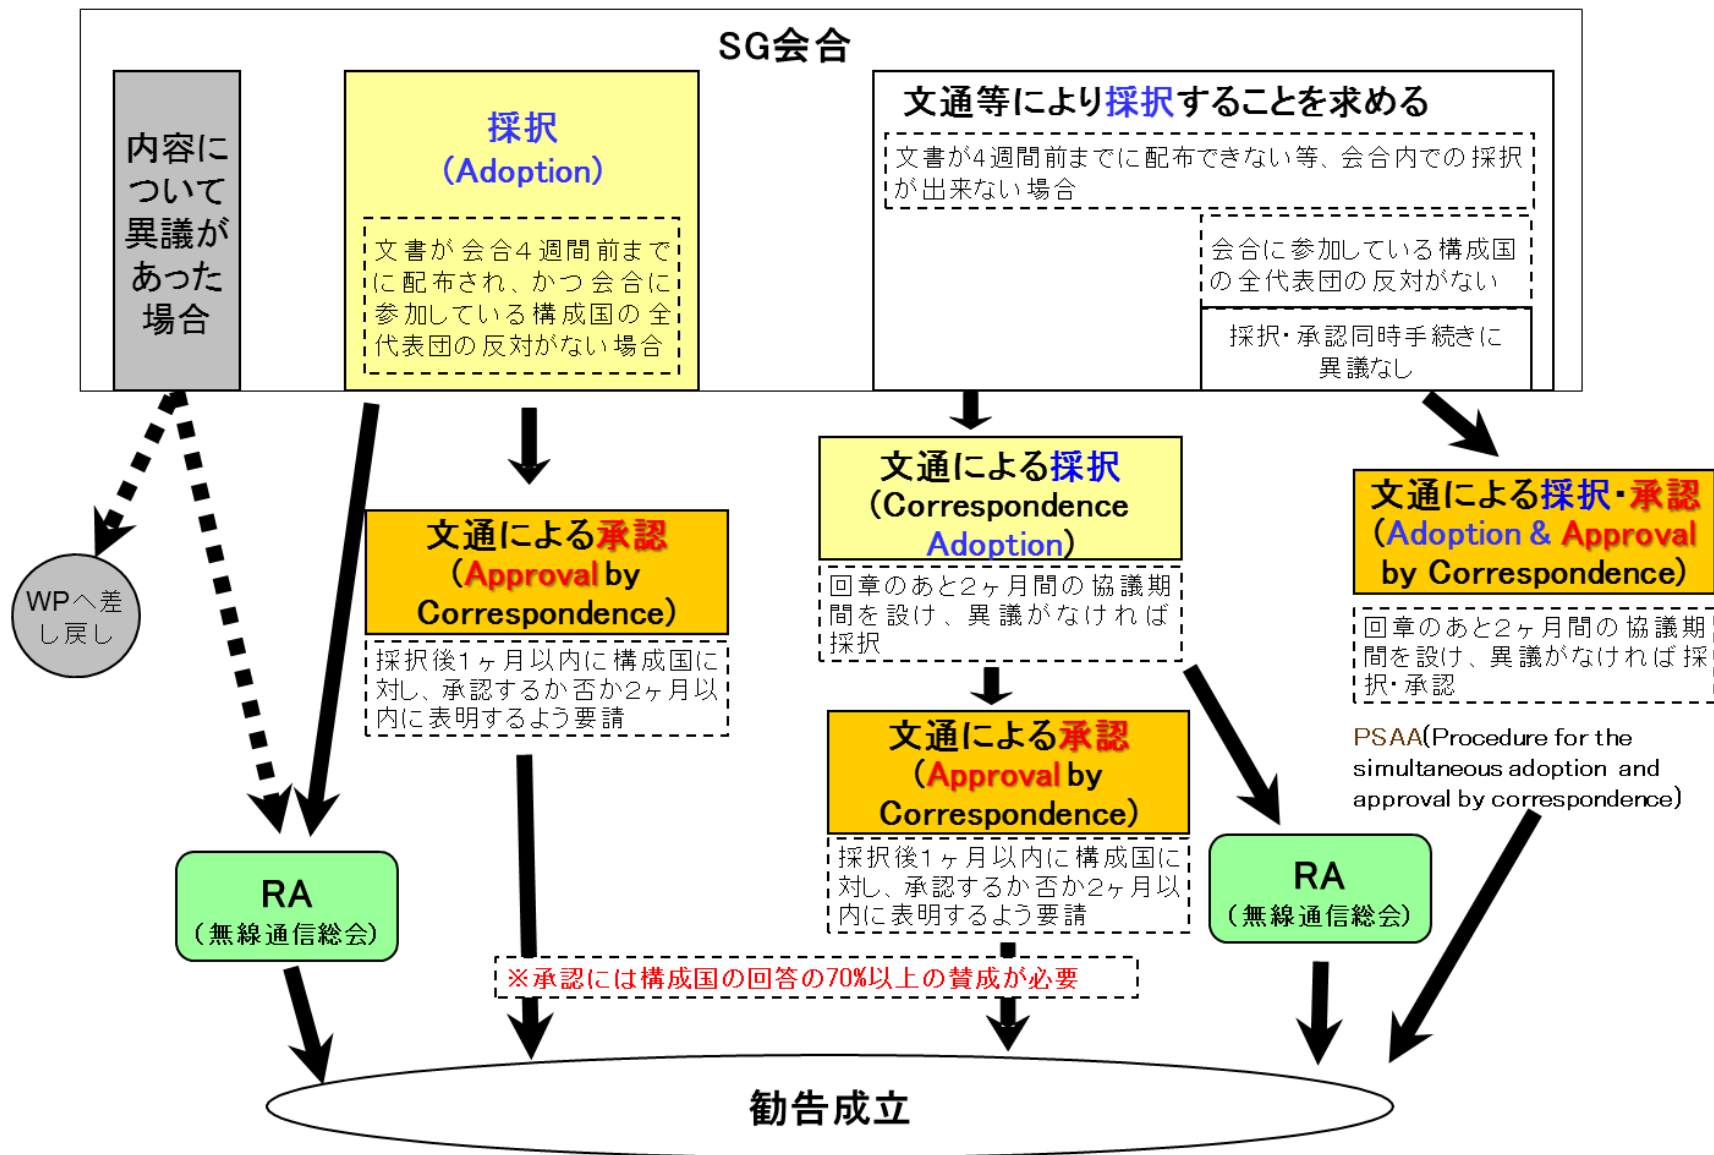 SG会合
内容に
ついて
異議が
あった
場合
採択
(Adoption)
文書が会合4週間前まで
に配布され、かつ会合に
参加している構成国の全
代表団の反対がない場合
文通等により採択することを求める
文書が4週間前までに配布できない等、会合内での採択
が出来ない場合
会合に参加している構成国
の全代表団の反対がない
採択・承認同時手続きに
異議なし
WPへ差
し戻し
文通による承認
(Approval by
Correspondence)
採択後1ヶ月以内に構成国に
対し、承認するか否か2ヶ月以
内に表明するよう要請
文通による採択
(Correspondence
Adoption)
回章のあと2ヶ月間の協議期
間を設け、異議がなければ
採択
文通による承認
(Approval by
Correspondence)
採択後1ヶ月以内に構成国に
対し、承認するか否か2ヶ月以
内に表明するよう要請
文通による採択・承認
(Adoption & Approval
by Correspondence)
回章のあと2ヶ月間の協議期
間を設け、異議がなければ採
択・承認
PSAA(Procedure for the
simultaneous adoption and
approval by correspondence)
RA
(無線通信総会)
RA
(無線通信総会)
※承認には構成国の回答の70%以上の賛成が必要
勧告成立